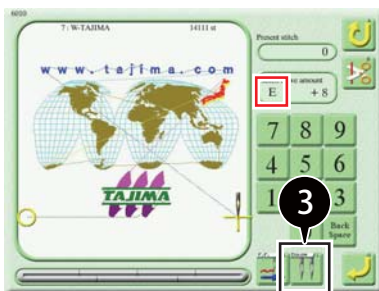 6050
7: W-TAJIMA 14111 st
Present stitch
0
www.tajima.com
E
+ 8
TAJIMA
7 8 9
4 5 6
1 3
3
Back
Space